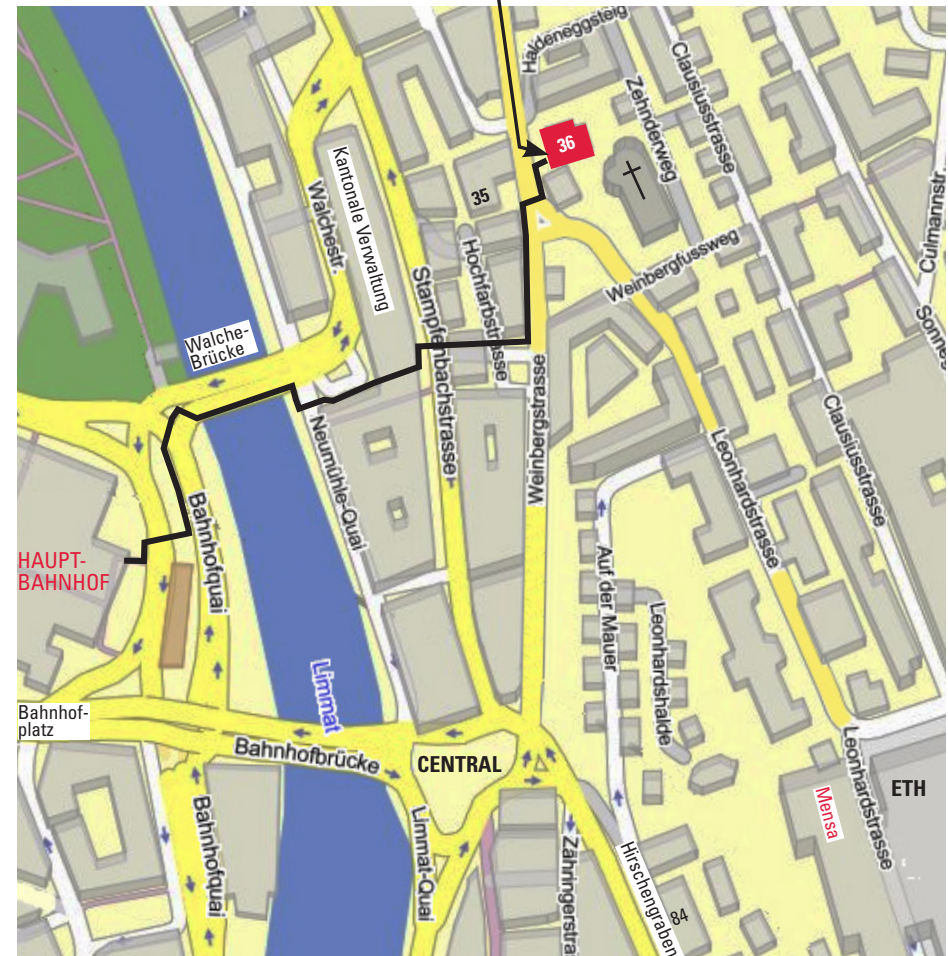 Haldeneggsteig
36
Zehnderweg
Clausiusstrasse
Culmannstr.
Kantonale Verwaltung
35
Walchestr.
Hochfarbstrasse
Weinbergfussweg
Stampfenbachstrasse
Walche-
Brücke
Sonneg
Weinbergstrasse
Clausiusstrasse
Neumühle-Quai
Leonhardstrasse
Bahnhofquai
HAUPT-
BAHNHOF
Auf der Mauer
Leonhardshalde
Limmat
Bahnhof-
platz
Bahnhofbrücke
CENTRAL
Leonhardstrasse
ETH
Mensa
Bahnhofquai
Limmat-Quai
Zähringerstra
Hirschengraben
84